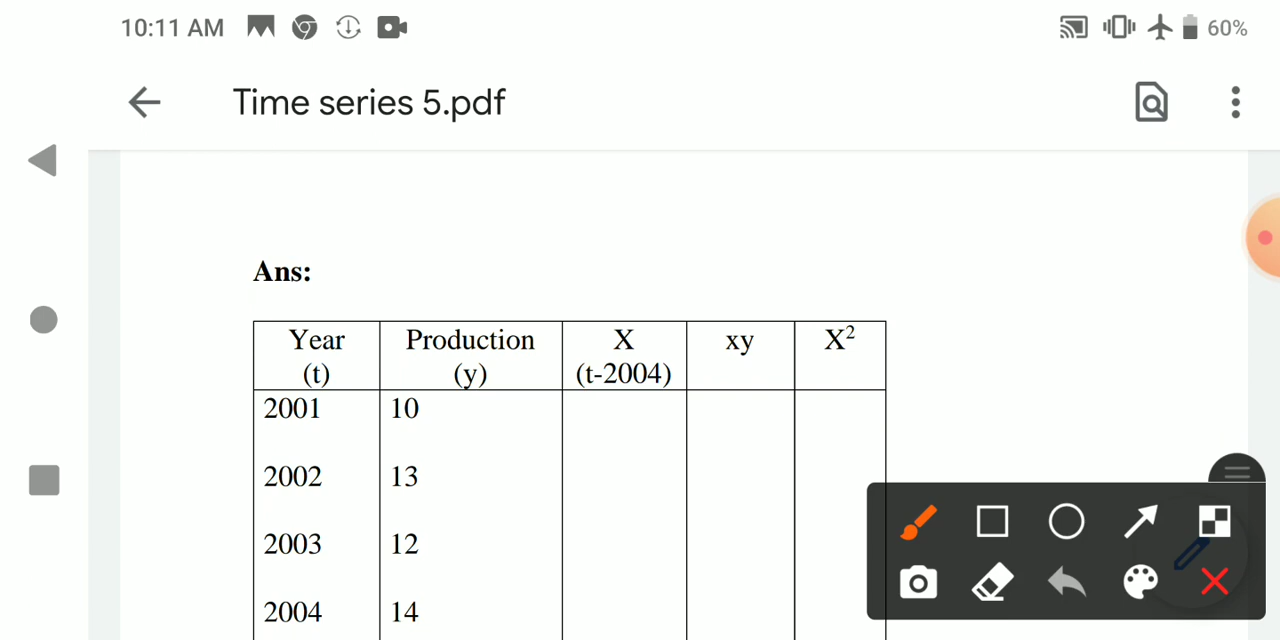 10:11 AM 60%
Time series 5.pdf
Ans:
Year Production X xy X²
(t) (y) (t-2004)
2001 10
2002 13
2003 12
2004 14